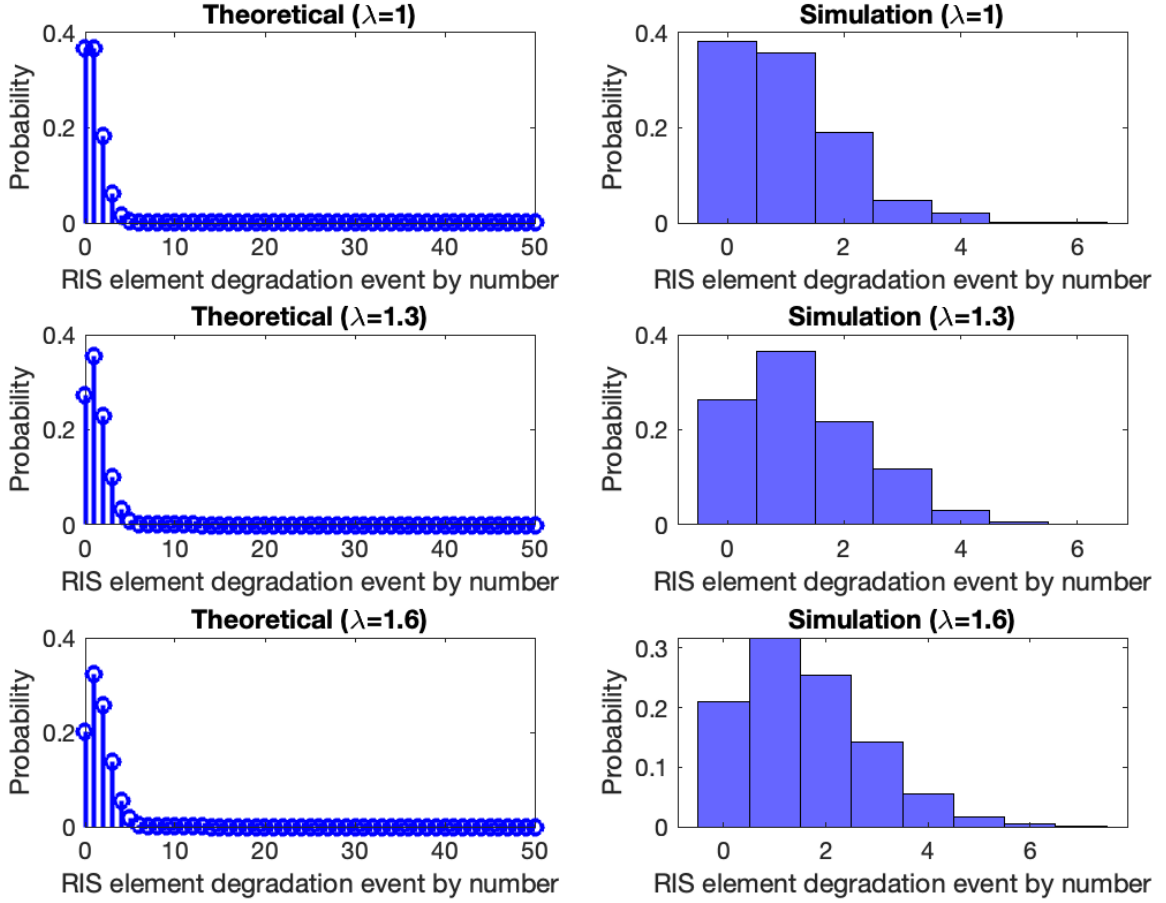 Theoretical (λ=1)
Probability
0.4
0.2
0
0 10 20 30 40 50
RIS element degradation event by number
Simulation (λ=1)
Probability
0.4
0.2
0
0 2 4 6
RIS element degradation event by number
Theoretical (λ=1.3)
Probability
0.4
0.2
0
0 10 20 30 40 50
RIS element degradation event by number
Simulation (λ=1.3)
Probability
0.4
0.2
0
0 2 4 6
RIS element degradation event by number
Theoretical (λ=1.6)
Probability
0.4
0.2
0
0 10 20 30 40 50
RIS element degradation event by number
Simulation (λ=1.6)
Probability
0.3
0.2
0.1
0
0 2 4 6
RIS element degradation event by number